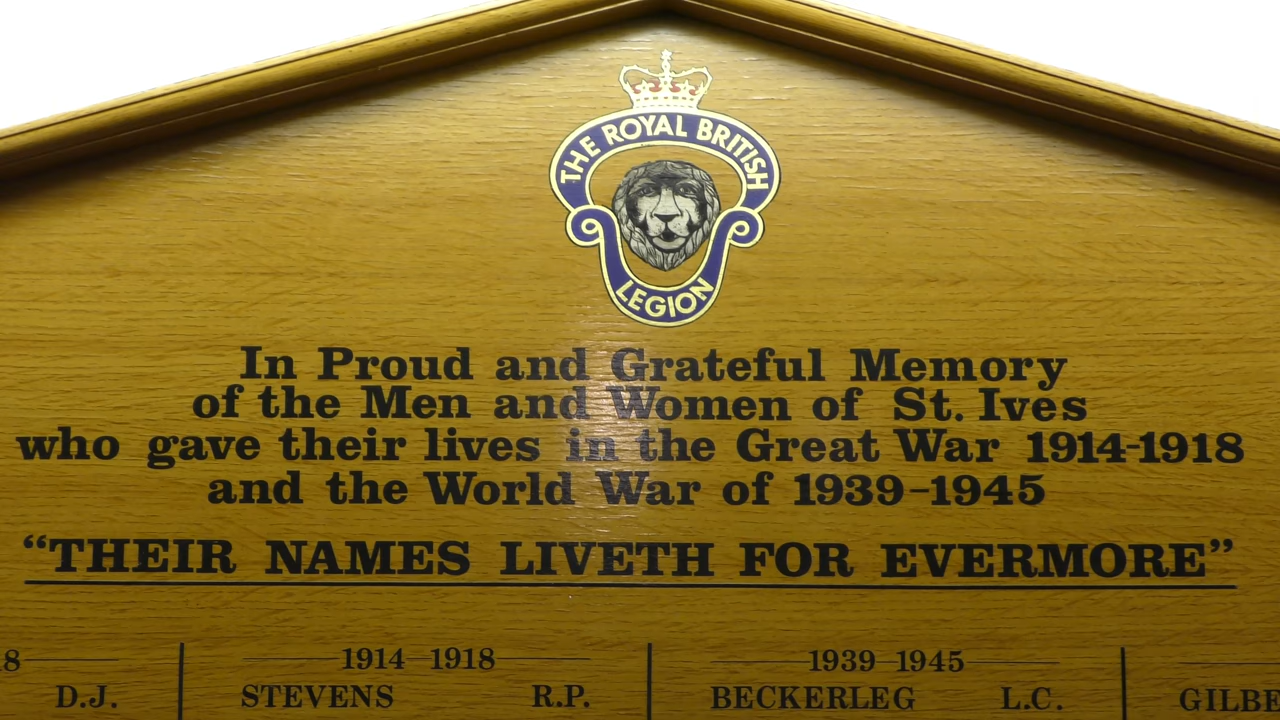 THE ROYAL BRITISH
LEGION
In Proud and Grateful Memory
of the Men and Women of St. Ives
who gave their lives in the Great War 1914-1918
and the World War of 1939-1945
“THEIR NAMES LIVETH FOR EVERMORE”
8 1914 1918 1939 1945
D.J. STEVENS R.P. BECKERLEG L.C. GILBE